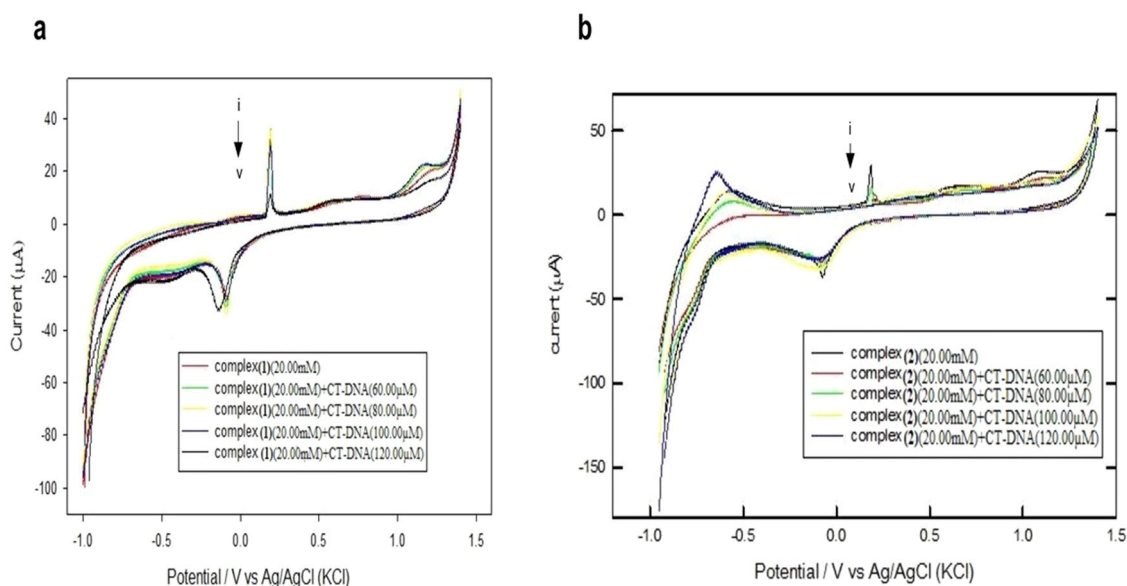 a
40
20
0
-20
-40
-60
-80
-100
Current (µA)
i
v
complex(1)(20.00mM)
complex(1)(20.00mM)+CT-DNA(60.00µM)
complex(1)(20.00mM)+CT-DNA(80.00µM)
complex(1)(20.00mM)+CT-DNA(100.00µM)
complex(1)(20.00mM)+CT-DNA(120.00µM)
-1.0 -0.5 0.0 0.5 1.0 1.5
Potential / V vs Ag/AgCl (KCl)
b
50
0
-50
-100
-150
aurrert (µA)
i
v
complex(2)(20.00mM)
complex(2)(20.00mM)+CT-DNA(60.00µM)
complex(2)(20.00mM)+CT-DNA(80.00µM)
complex(2)(20.00mM)+CT-DNA(100.00µM)
complex(2)(20.00mM)+CT-DNA(120.00µM)
-1.0 -0.5 0.0 0.5 1.0 1.5
Potential / V vs Ag/AgCl (KCl)